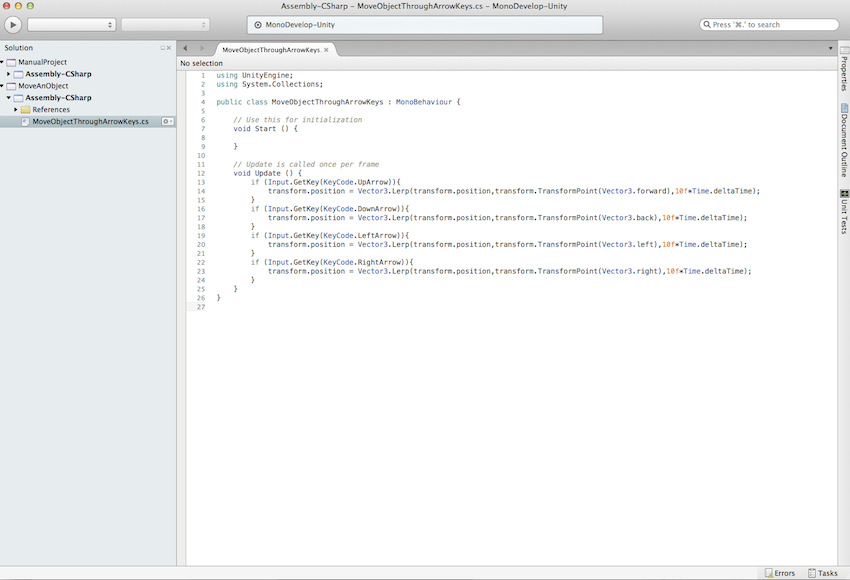 Assembly-CSharp – MoveObjectThroughArrowKeys.cs – MonoDevelop-Unity
MonoDevelop-Unity
Press '⌘.' to search
Solution
ManualProject
Assembly-CSharp
MoveAnObject
Assembly-CSharp
References
MoveObjectThroughArrowKeys.cs
MoveObjectThroughArrowKeys.
No selection
1 using UnityEngine;
2 using System.Collections;
3
4 public class MoveObjectThroughArrowKeys : MonoBehaviour {
5
6 // Use this for initialization
7 void Start () {
8
9 }
10
11 // Update is called once per frame
12 void Update () {
13 if (Input.GetKey(KeyCode.UpArrow)){
14 transform.position = Vector3.Lerp(transform.position,transform.TransformPoint(Vector3.forward),10f*Time.deltaTime);
15 }
16 if (Input.GetKey(KeyCode.DownArrow)){
17 transform.position = Vector3.Lerp(transform.position,transform.TransformPoint(Vector3.back),10f*Time.deltaTime);
18 }
19 if (Input.GetKey(KeyCode.LeftArrow)){
20 transform.position = Vector3.Lerp(transform.position,transform.TransformPoint(Vector3.left),10f*Time.deltaTime);
21 }
22 if (Input.GetKey(KeyCode.RightArrow)){
23 transform.position = Vector3.Lerp(transform.position,transform.TransformPoint(Vector3.right),10f*Time.deltaTime);
24 }
25 }
26 }
27
Properties
Document Outline
Unit Tests
Errors
Tasks